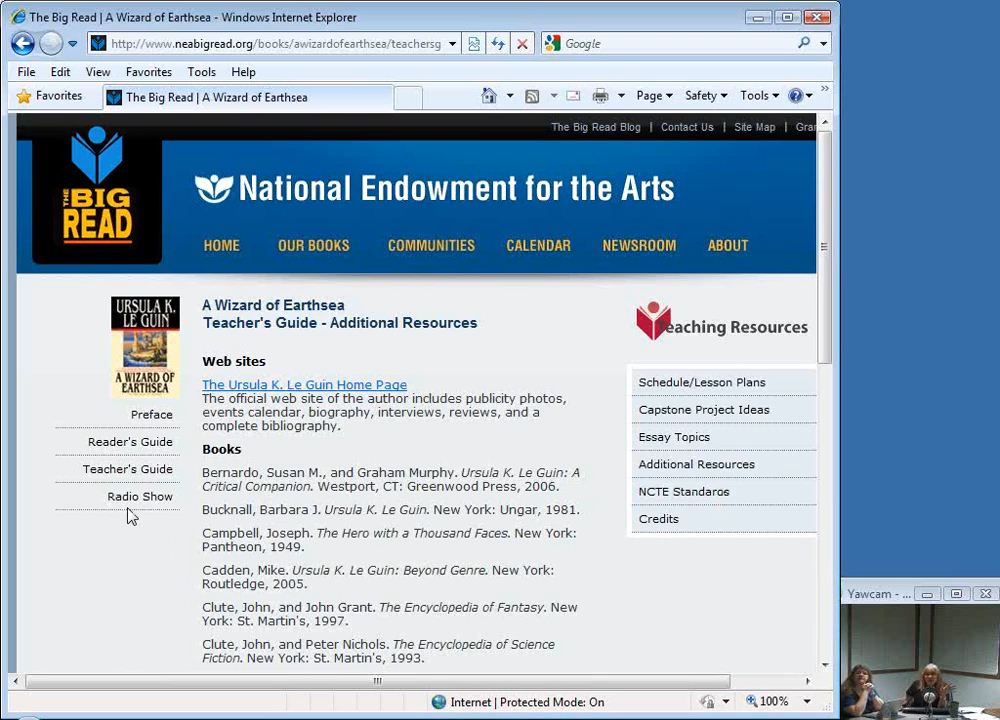 The Big Read | A Wizard of Earthsea - Windows Internet Explorer
http://www.neabigread.org/books/awizardofearthsea/teachersg
Google
File Edit View Favorites Tools Help
Favorites
The Big Read | A Wizard of Earthsea
Page Safety Tools
The Big Read Blog | Contact Us | Site Map | Gran
THE BIG READ
National Endowment for the Arts
HOME OUR BOOKS COMMUNITIES CALENDAR NEWSROOM ABOUT
URSULA K.
LE GUIN
A WIZARD OF
EARTHSEA
Preface
Reader's Guide
Teacher's Guide
Radio Show
A Wizard of Earthsea
Teacher's Guide - Additional Resources
Web sites
The Ursula K. Le Guin Home Page
The official web site of the author includes publicity photos,
events calendar, biography, interviews, reviews, and a
complete bibliography.
Books
Bernardo, Susan M., and Graham Murphy. Ursula K. Le Guin: A
Critical Companion. Westport, CT: Greenwood Press, 2006.
Bucknall, Barbara J. Ursula K. Le Guin. New York: Ungar, 1981.
Campbell, Joseph. The Hero with a Thousand Faces. New York:
Pantheon, 1949.
Cadden, Mike. Ursula K. Le Guin: Beyond Genre. New York:
Routledge, 2005.
Clute, John, and John Grant. The Encyclopedia of Fantasy. New
York: St. Martin's, 1997.
Clute, John, and Peter Nichols. The Encyclopedia of Science
Fiction. New York: St. Martin's, 1993.
Teaching Resources
Schedule/Lesson Plans
Capstone Project Ideas
Essay Topics
Additional Resources
NCTE Standards
Credits
Internet | Protected Mode: On
100%
Yawcam - ...